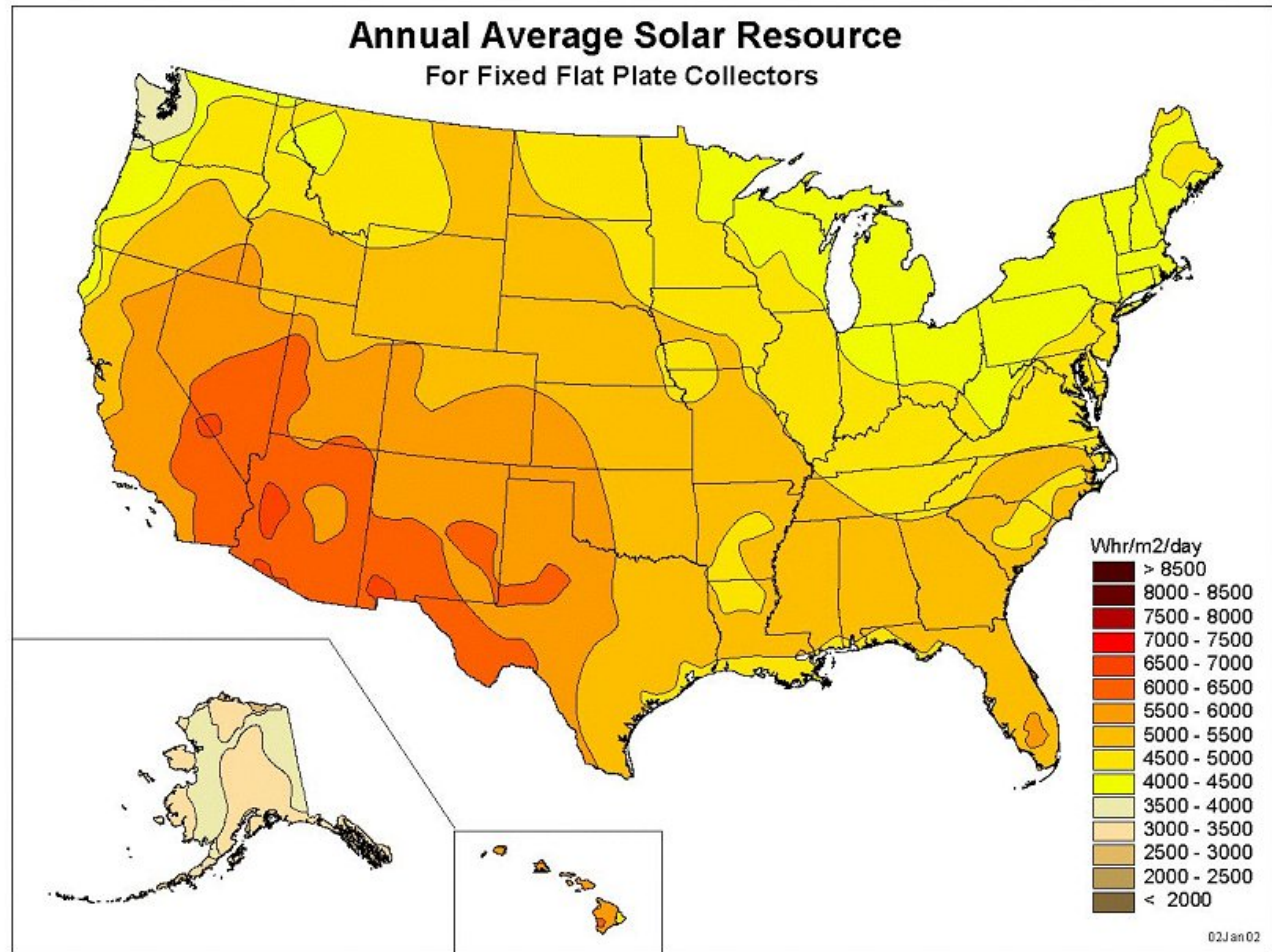 Annual Average Solar Resource
For Fixed Flat Plate Collectors
Whr/m2/day
> 8500
8000 - 8500
7500 - 8000
7000 - 7500
6500 - 7000
6000 - 6500
5500 - 6000
5000 - 5500
4500 - 5000
4000 - 4500
3500 - 4000
3000 - 3500
2500 - 3000
2000 - 2500
< 2000
02Jan02